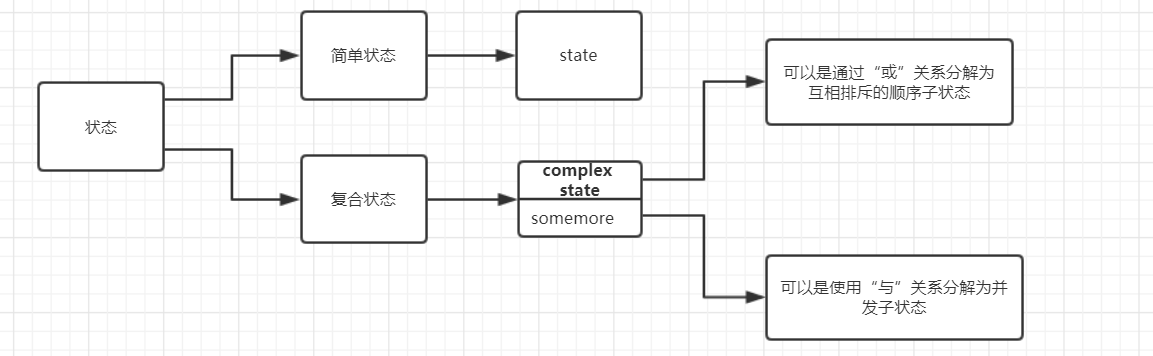 状态
简单状态
state
复合状态
complex
state
somemore
可以是通过“或”关系分解为
互相排斥的顺序子状态
可以是使用“与”关系分解为并
发子状态